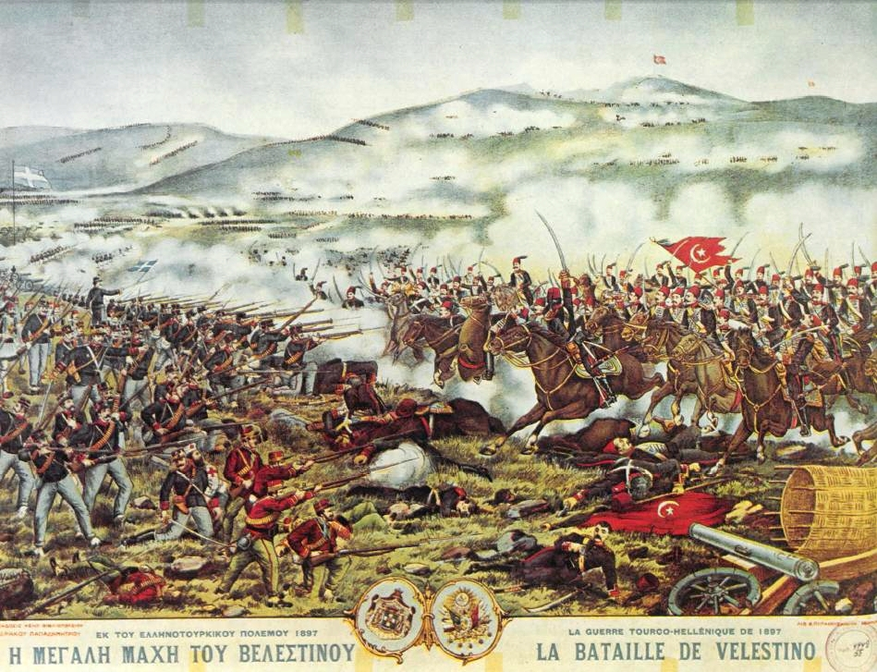 ΕΚ ΤΟΥ ΕΛΛΗΝΟΤΟΥΡΚΙΚΟΥ ΠΟΛΕΜΟΥ 1897
Η ΜΕΓΑΛΗ ΜΑΧΗ ΤΟΥ ΒΕΛΕΣΤΙΝΟΥ
LA GUERRE TOURCO-HELLÉNIQUE DE 1897
LA BATAILLE DE VELESTINO